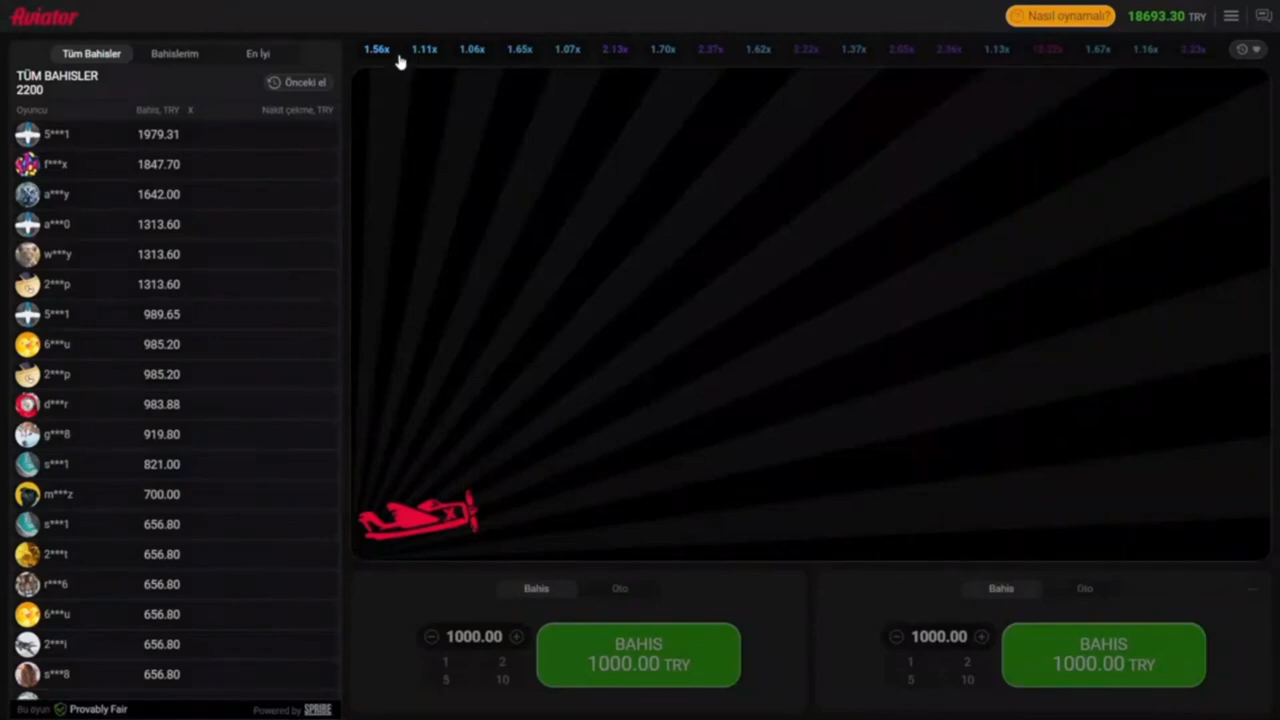 Aviator
Nasıl oynamalı?
18693.30 TRY
Tüm Bahisler
Bahislerim
En İyi
1.56x 1.11x 1.06x 1.65x 1.07x 2.13x 1.70x 2.37x 1.62x 2.22x 1.37x 2.05x 1.13x 1.67x 1.16x 2.23x
TÜM BAHISLER
2200
Önceki el
Oyuncu Bahis, TRY X Nakit çekme, TRY
5***1 1979.31
f***x 1847.70
a***y 1642.00
a***0 1313.60
w***y 1313.60
2***p 1313.60
5***1 989.65
6***u 985.20
2***p 985.20
d***r 983.88
g***8 919.80
s***1 821.00
m***z 700.00
s***1 656.80
2***t 656.80
r***6 656.80
6***u 656.80
2***i 656.80
s***8 656.80
Bu oyun Provably Fair
Powered by SPRIBE
Bahis Oto
1000.00
1 2
5 10
BAHIS
1000.00 TRY
Bahis Oto
1000.00
1 2
5 10
BAHIS
1000.00 TRY